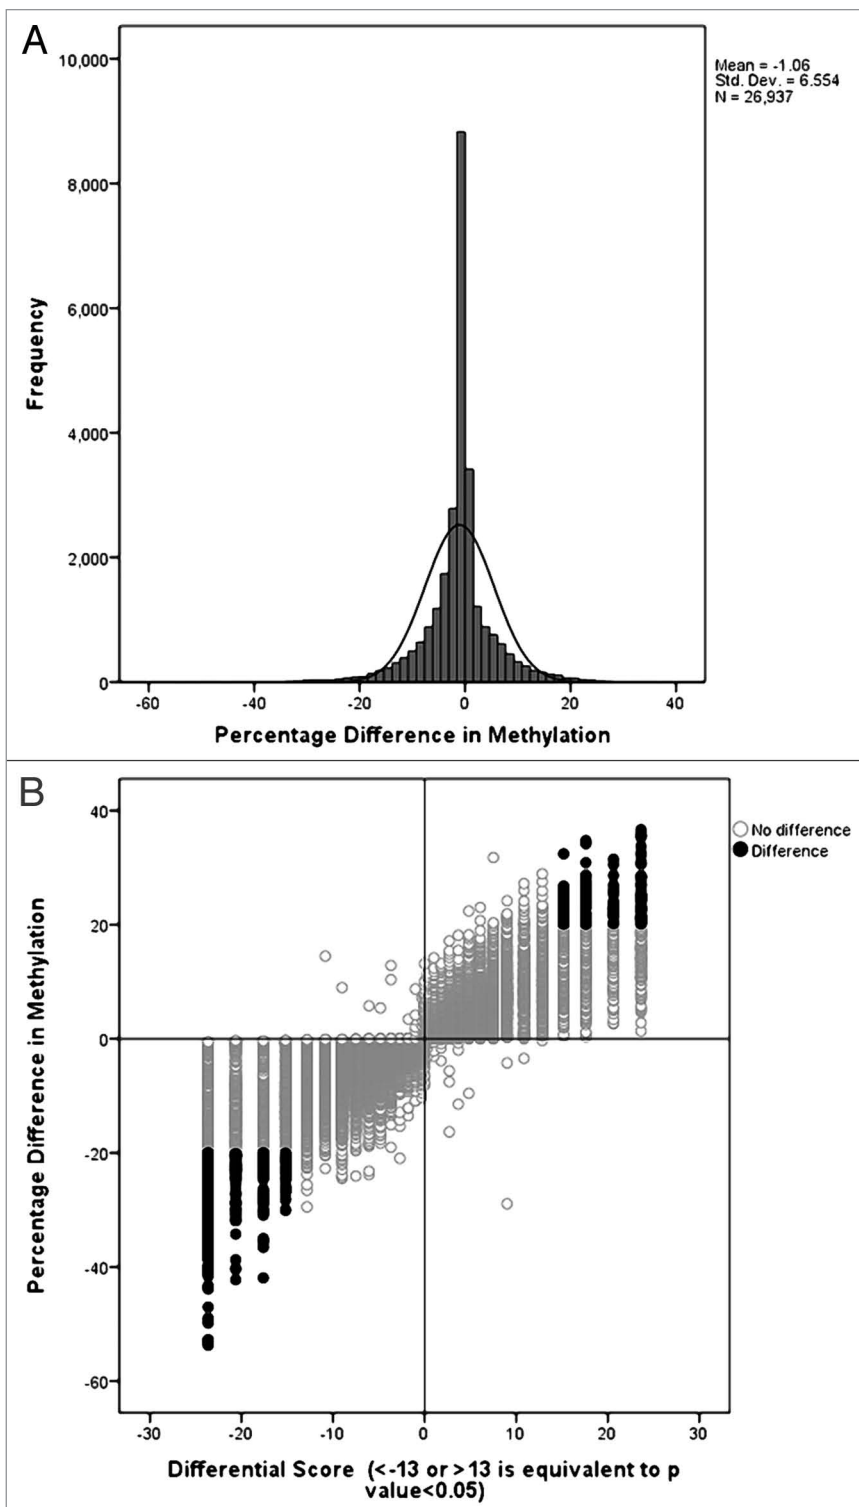 A
10,000
8,000
6,000
4,000
2,000
0
Frequency
-60 -40 -20 0 20 40
Percentage Difference in Methylation
Mean = -1.06
Std. Dev. = 6.554
N = 26,937
B
40
20
0
-20
-40
-60
Percentage Difference in Methylation
-30 -20 -10 0 10 20 30
Differential Score (<-13 or >13 is equivalent to p
value<0.05)
No difference
Difference